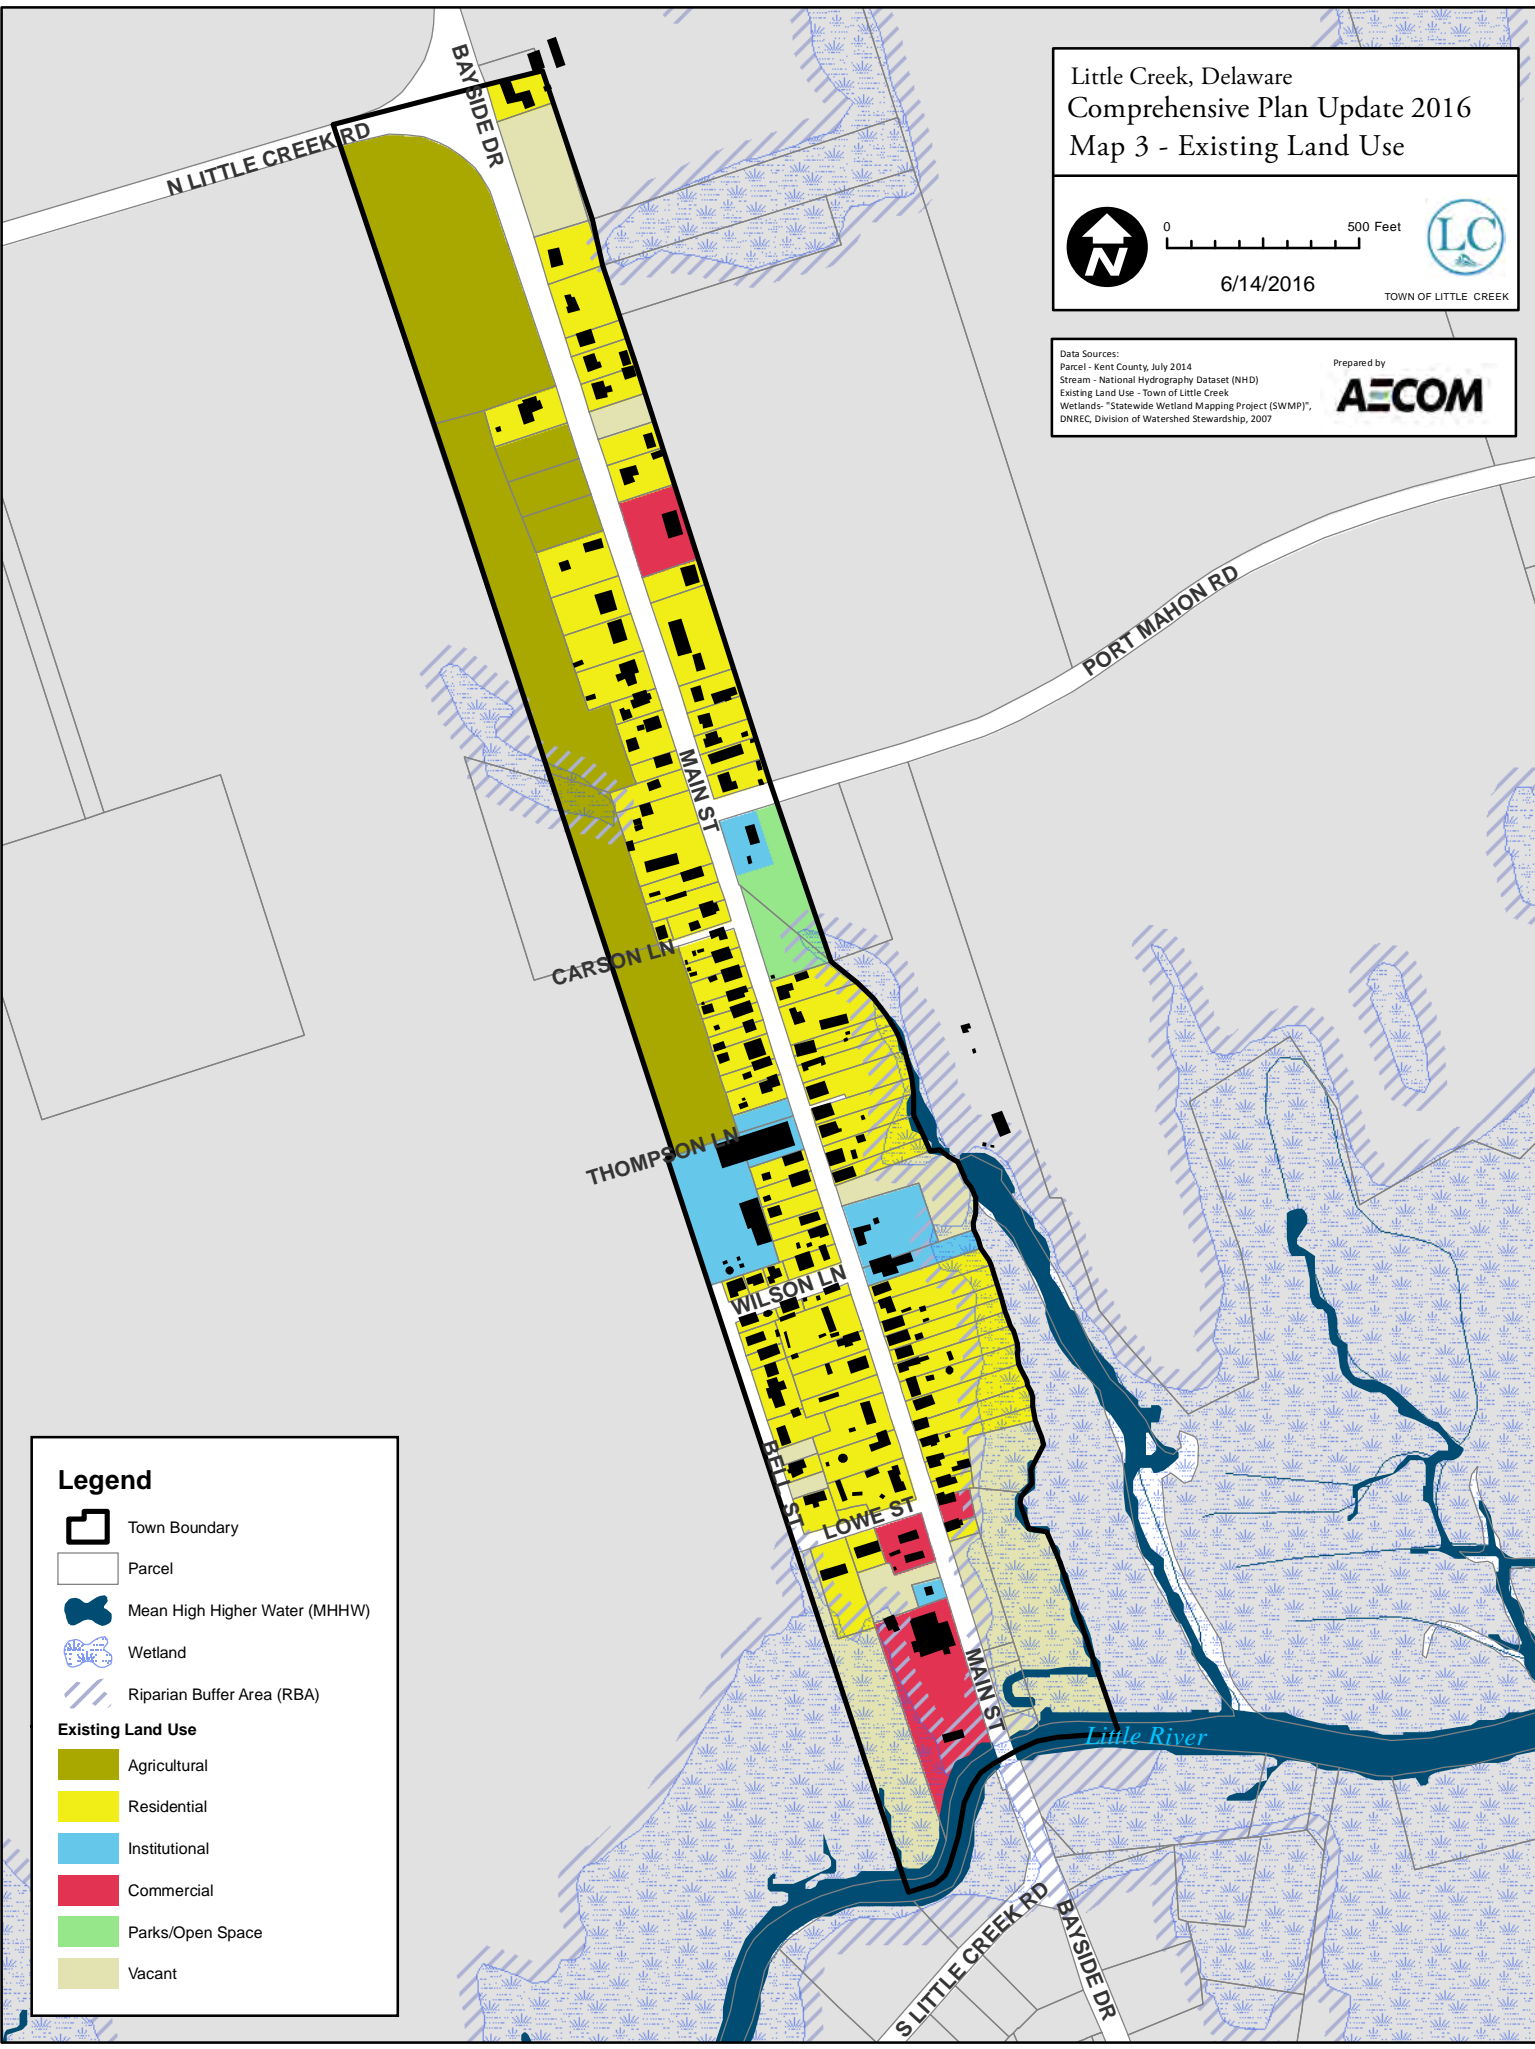 Little Creek, Delaware
Comprehensive Plan Update 2016
Map 3 - Existing Land Use
N
0
500 Feet
6/14/2016
LC
TOWN OF LITTLE CREEK
Data Sources:
Parcel - Kent County, July 2014
Stream - National Hydrography Dataset (NHD)
Existing Land Use - Town of Little Creek
Wetlands- "Statewide Wetland Mapping Project (SWMP)",
DNREC, Division of Watershed Stewardship, 2007
Prepared by
AECOM
BAYSIDE DR
N LITTLE CREEK RD
PORT MAHON RD
MAIN ST
CARSON LN
THOMPSON LN
WILSON LN
BELL ST
LOWE ST
MAIN ST
Little River
S LITTLE CREEK RD
BAYSIDE DR
Legend
Town Boundary
Parcel
Mean High Higher Water (MHHW)
Wetland
Riparian Buffer Area (RBA)
Existing Land Use
Agricultural
Residential
Institutional
Commercial
Parks/Open Space
Vacant